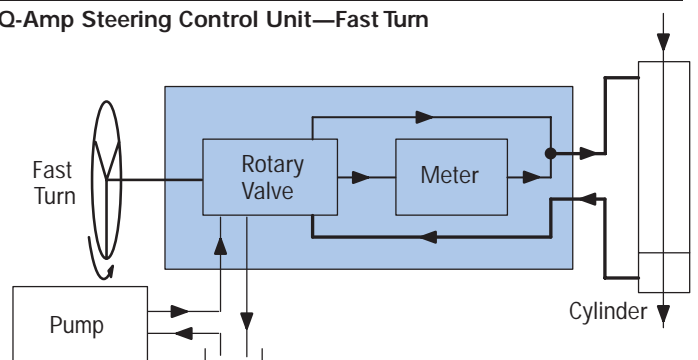 Q-Amp Steering Control Unit—Fast Turn
Fast
Turn
Rotary
Valve
Meter
Pump
Cylinder